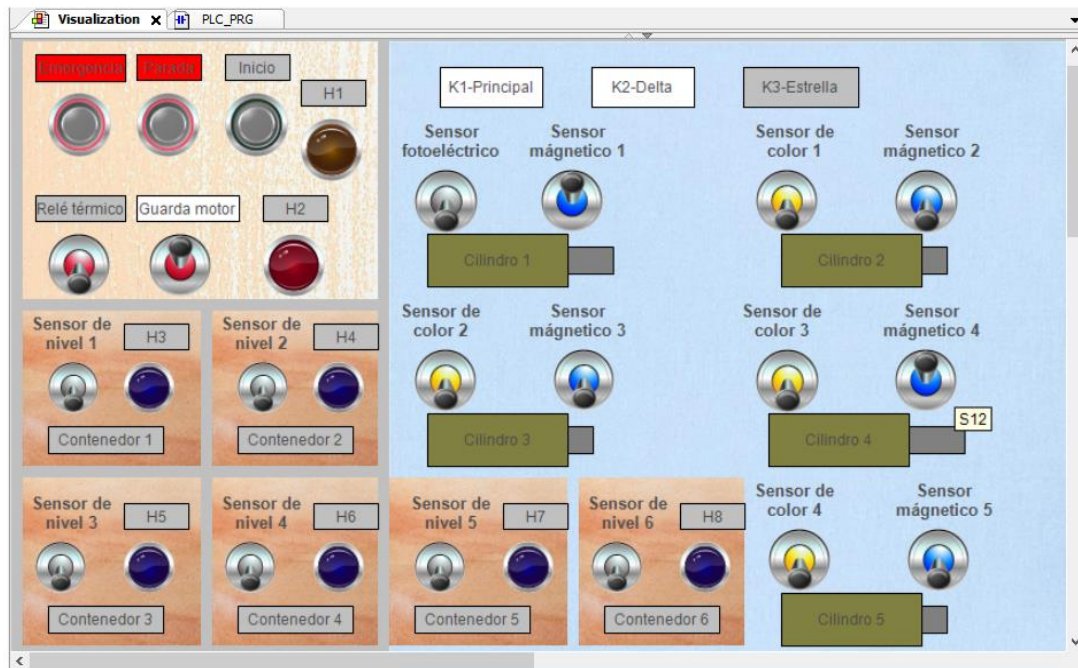 Visualization
PLC_PRG
Emergencia
Parada
Inicio
H1
Relé térmico
Guarda motor
H2
K1-Principal
K2-Delta
K3-Estrella
Sensor
fotoeléctrico
Sensor
mágnetico 1
Sensor de
color 1
Sensor
mágnetico 2
Cilindro 1
Cilindro 2
Sensor de
nivel 1
H3
Sensor de
nivel 2
H4
Contenedor 1
Contenedor 2
Sensor de
color 2
Sensor
mágnetico 3
Sensor de
color 3
Sensor
mágnetico 4
S12
Cilindro 3
Cilindro 4
Sensor de
nivel 3
H5
Sensor de
nivel 4
H6
Sensor de
nivel 5
H7
Sensor de
nivel 6
H8
Sensor de
color 4
Sensor
mágnetico 5
Contenedor 3
Contenedor 4
Contenedor 5
Contenedor 6
Cilindro 5